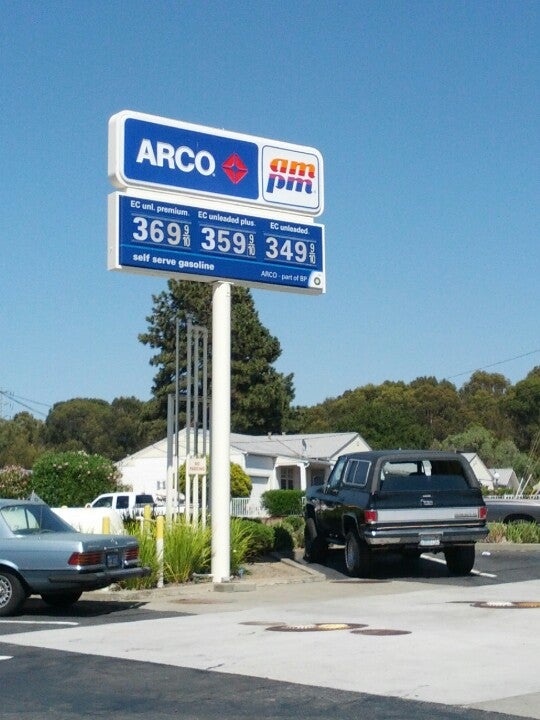 ARCO
am
pm
EC unl. premium. EC unleaded plus. EC unleaded.
369 9/10 359 9/10 349 9/10
self serve gasoline
ARCO - part of BP